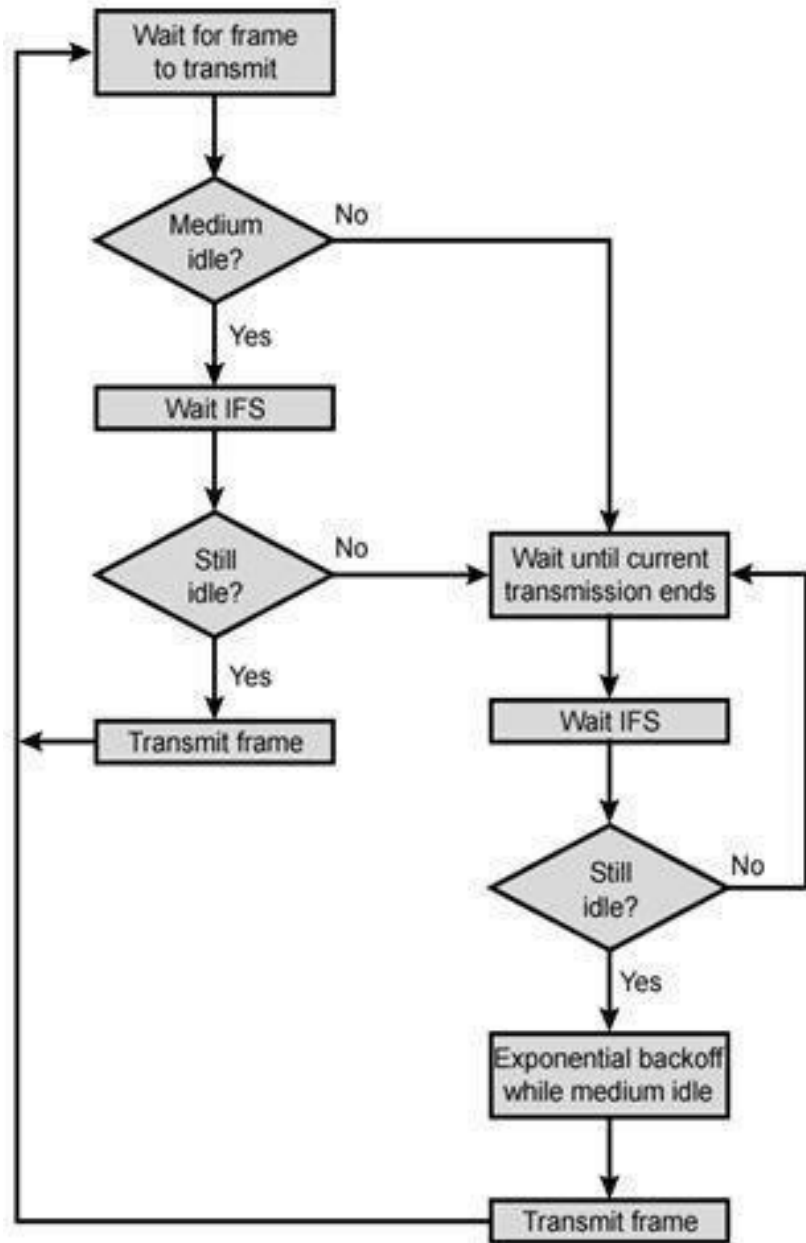 Wait for frame
to transmit
Medium
idle?
No
Yes
Wait IFS
Still
idle?
No
Yes
Transmit frame
Wait until current
transmission ends
Wait IFS
Still
idle?
No
Yes
Exponential backoff
while medium idle
Transmit frame